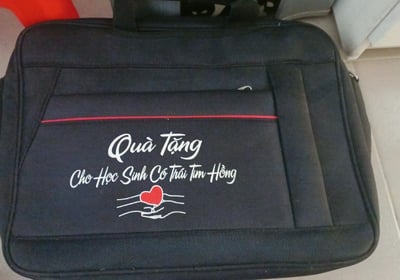 Quà Tặng
Cho Học Sinh Có Trái Tim Hồng